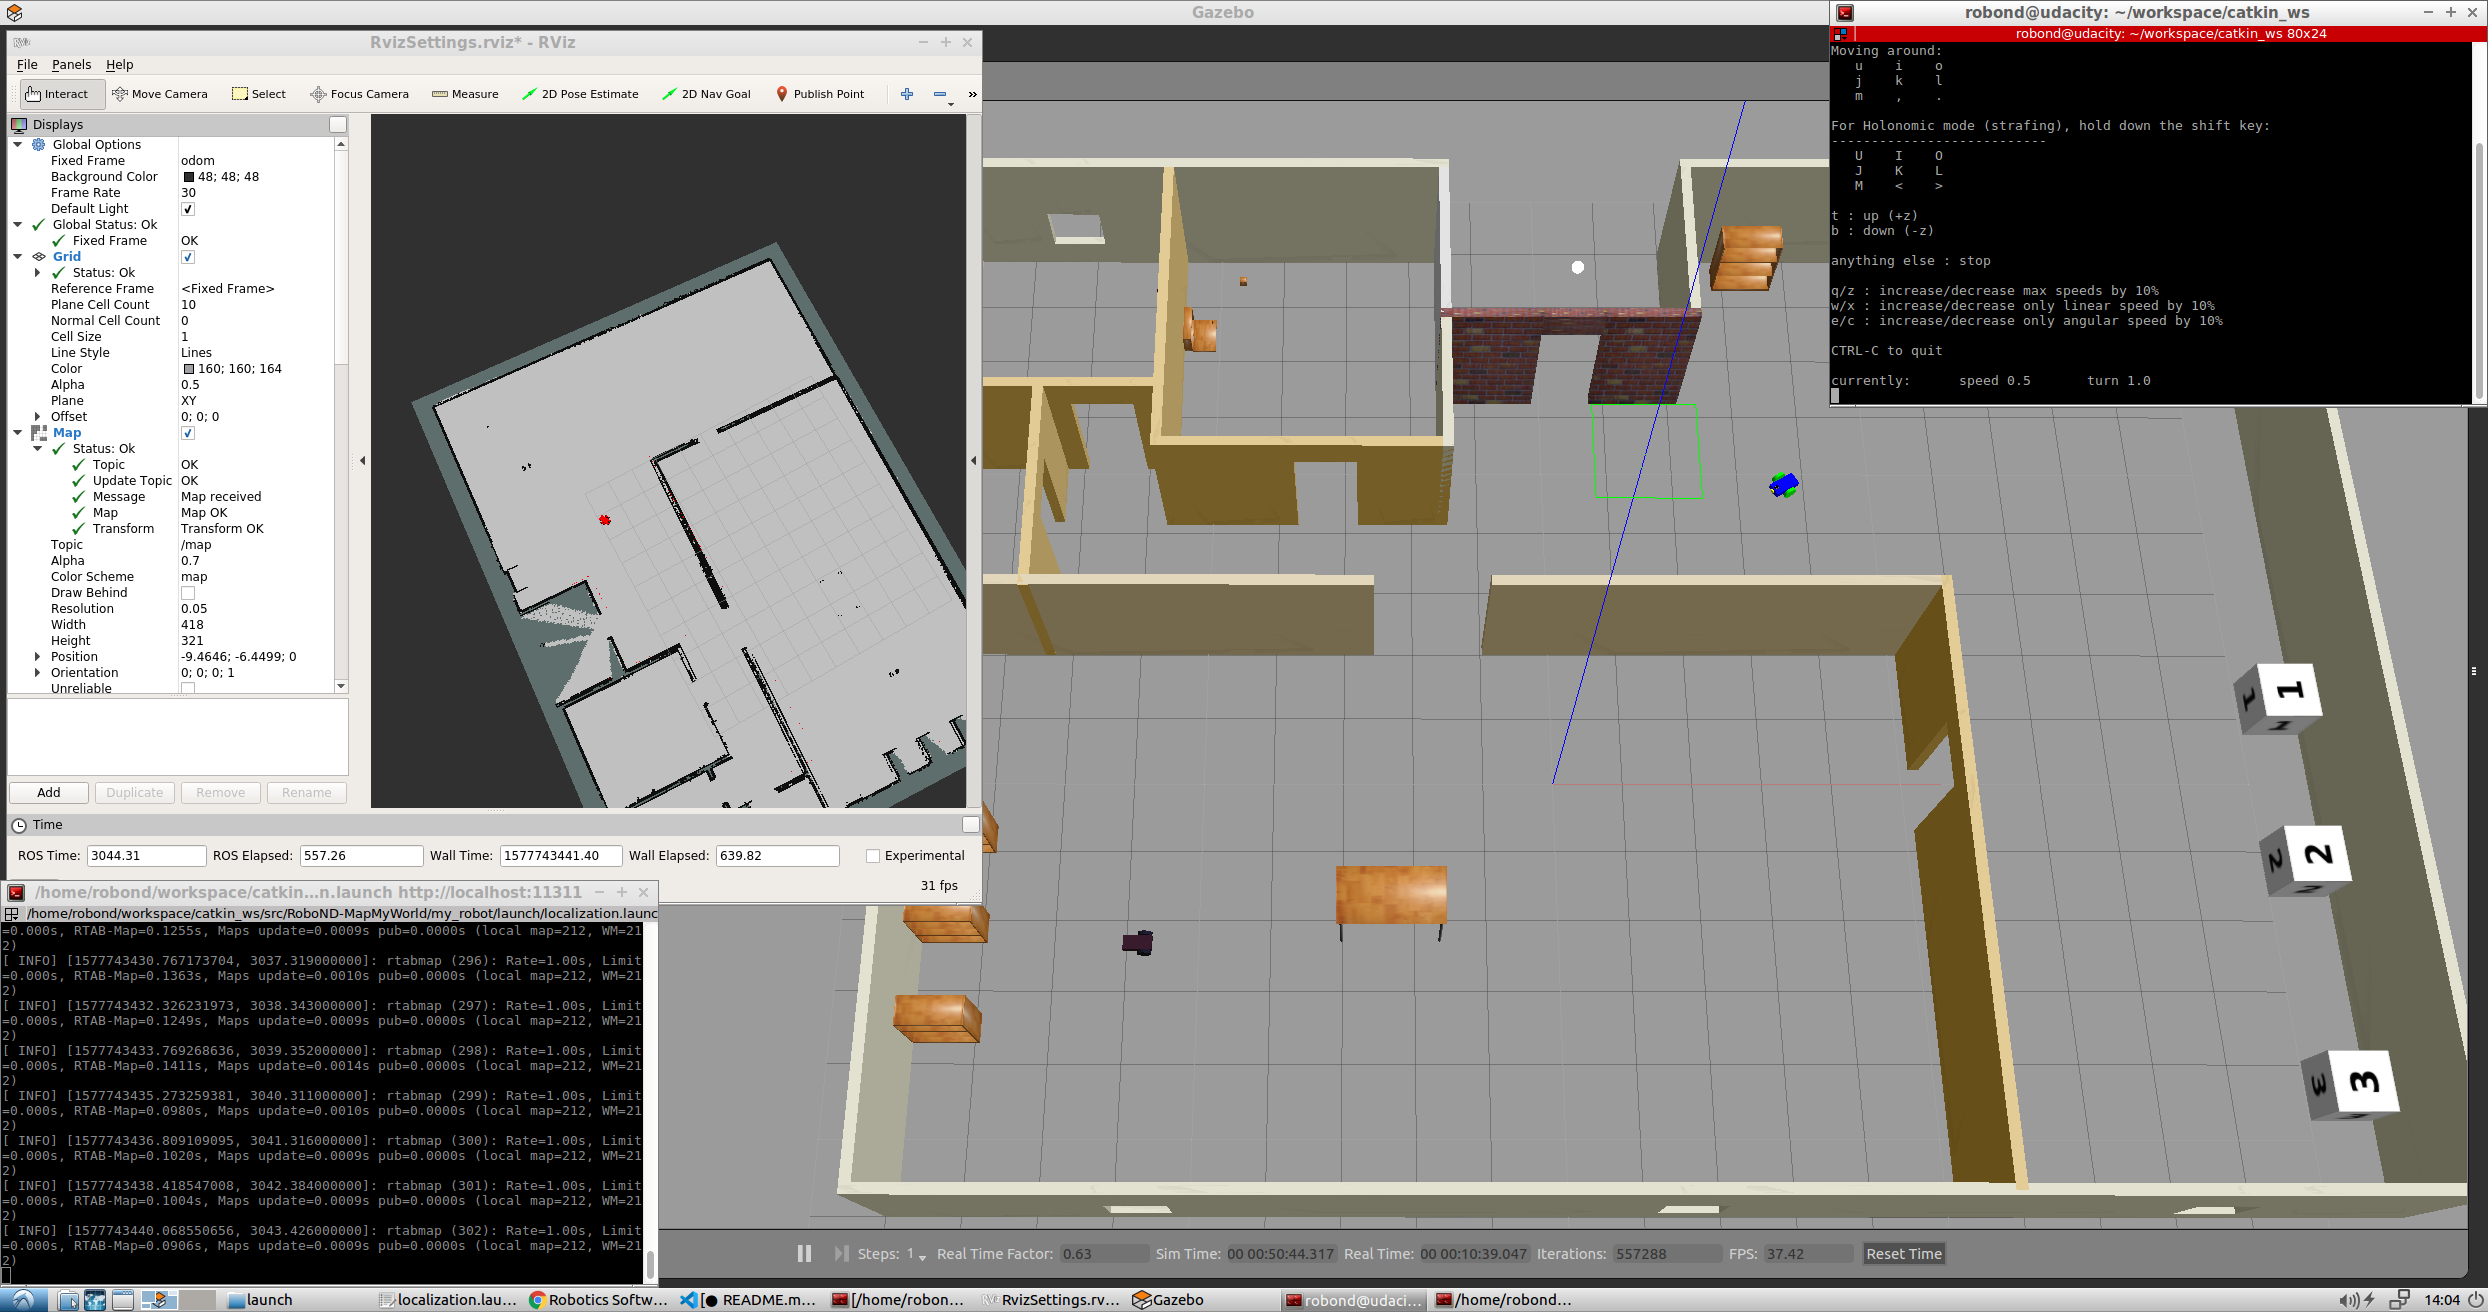 Gazebo
RvizSettings.rviz* - RViz
File Panels Help
Interact Move Camera Select Focus Camera Measure 2D Pose Estimate 2D Nav Goal Publish Point »
Displays
Global Options
Fixed Frame odom
Background Color 48; 48; 48
Frame Rate 30
Default Light ✓
Global Status: Ok
Fixed Frame OK
Grid ✓
Status: Ok
Reference Frame <Fixed Frame>
Plane Cell Count 10
Normal Cell Count 0
Cell Size 1
Line Style Lines
Color 160; 160; 164
Alpha 0.5
Plane XY
Offset 0; 0; 0
Map ✓
Status: Ok
Topic OK
Update Topic OK
Message Map received
Map Map OK
Transform Transform OK
Topic /map
Alpha 0.7
Color Scheme map
Draw Behind
Resolution 0.05
Width 418
Height 321
Position -9.4646; -6.4499; 0
Orientation 0; 0; 0; 1
Unreliable
Add Duplicate Remove Rename
Time
ROS Time: 3044.31 ROS Elapsed: 557.26 Wall Time: 1577743441.40 Wall Elapsed: 639.82 Experimental
31 fps
robond@udacity: ~/workspace/catkin_ws
robond@udacity: ~/workspace/catkin_ws 80x24
Moving around:
u i o
j k l
m , .
For Holonomic mode (strafing), hold down the shift key:
---------------------------
U I O
J K L
M < >
t : up (+z)
b : down (-z)
anything else : stop
q/z : increase/decrease max speeds by 10%
w/x : increase/decrease only linear speed by 10%
e/c : increase/decrease only angular speed by 10%
CTRL-C to quit
currently: speed 0.5 turn 1.0
1
1
2
2
3
3
/home/robond/workspace/catkin...n.launch http://localhost:11311
/home/robond/workspace/catkin_ws/src/RoboND-MapMyWorld/my_robot/launch/localization.launc
=0.000s, RTAB-Map=0.1255s, Maps update=0.0009s pub=0.0000s (local map=212, WM=21
2)
[ INFO] [1577743430.767173704, 3037.319000000]: rtabmap (296): Rate=1.00s, Limit
=0.000s, RTAB-Map=0.1363s, Maps update=0.0010s pub=0.0000s (local map=212, WM=21
2)
[ INFO] [1577743432.326231973, 3038.343000000]: rtabmap (297): Rate=1.00s, Limit
=0.000s, RTAB-Map=0.1249s, Maps update=0.0009s pub=0.0000s (local map=212, WM=21
2)
[ INFO] [1577743433.769268636, 3039.352000000]: rtabmap (298): Rate=1.00s, Limit
=0.000s, RTAB-Map=0.1411s, Maps update=0.0014s pub=0.0000s (local map=212, WM=21
2)
[ INFO] [1577743435.273259381, 3040.311000000]: rtabmap (299): Rate=1.00s, Limit
=0.000s, RTAB-Map=0.0980s, Maps update=0.0010s pub=0.0000s (local map=212, WM=21
2)
[ INFO] [1577743436.809109095, 3041.316000000]: rtabmap (300): Rate=1.00s, Limit
=0.000s, RTAB-Map=0.1020s, Maps update=0.0009s pub=0.0000s (local map=212, WM=21
2)
[ INFO] [1577743438.418547008, 3042.384000000]: rtabmap (301): Rate=1.00s, Limit
=0.000s, RTAB-Map=0.1004s, Maps update=0.0009s pub=0.0000s (local map=212, WM=21
2)
[ INFO] [1577743440.068550656, 3043.426000000]: rtabmap (302): Rate=1.00s, Limit
=0.000s, RTAB-Map=0.0906s, Maps update=0.0009s pub=0.0000s (local map=212, WM=21
2)
Steps: 1 Real Time Factor: 0.63 Sim Time: 00 00:50:44.317 Real Time: 00 00:10:39.047 Iterations: 557288 FPS: 37.42 Reset Time
launch localization.lau... Robotics Softw... [● README.m... [/home/robon... RvizSettings.rv... Gazebo robond@udaci... /home/robond... 14:04